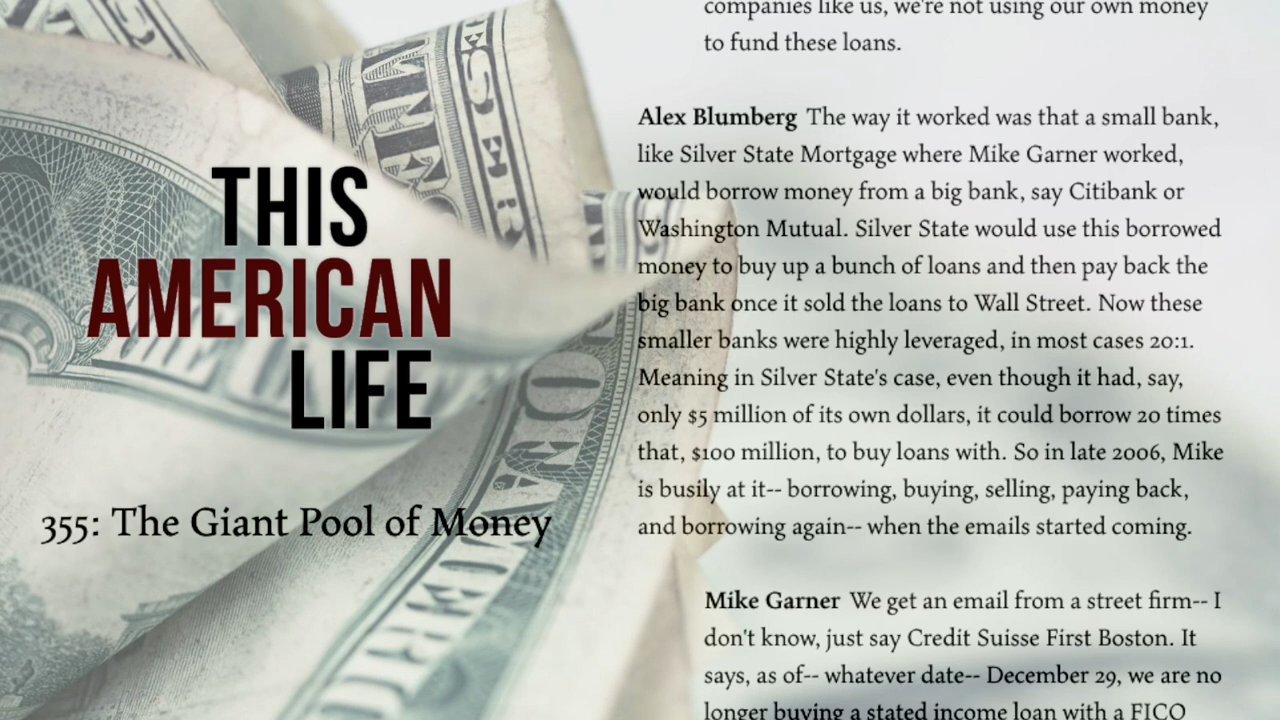 THIS
AMERICAN
LIFE
355: The Giant Pool of Money
companies like us, we're not using our own money
to fund these loans.
Alex Blumberg The way it worked was that a small bank,
like Silver State Mortgage where Mike Garner worked,
would borrow money from a big bank, say Citibank or
Washington Mutual. Silver State would use this borrowed
money to buy up a bunch of loans and then pay back the
big bank once it sold the loans to Wall Street. Now these
smaller banks were highly leveraged, in most cases 20:1.
Meaning in Silver State's case, even though it had, say,
only $5 million of its own dollars, it could borrow 20 times
that, $100 million, to buy loans with. So in late 2006, Mike
is busily at it-- borrowing, buying, selling, paying back,
and borrowing again-- when the emails started coming.
Mike Garner We get an email from a street firm-- I
don't know, just say Credit Suisse First Boston. It
says, as of-- whatever date-- December 29, we are no
longer buying a stated income loan with a FICO